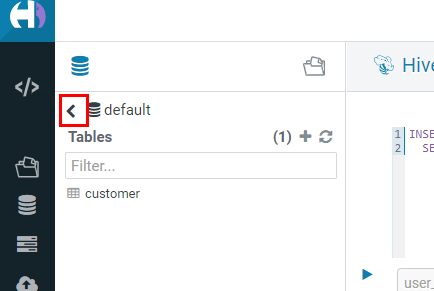 Hive
default
Tables (1)
Filter...
customer
1 INSE
2 SE
user_